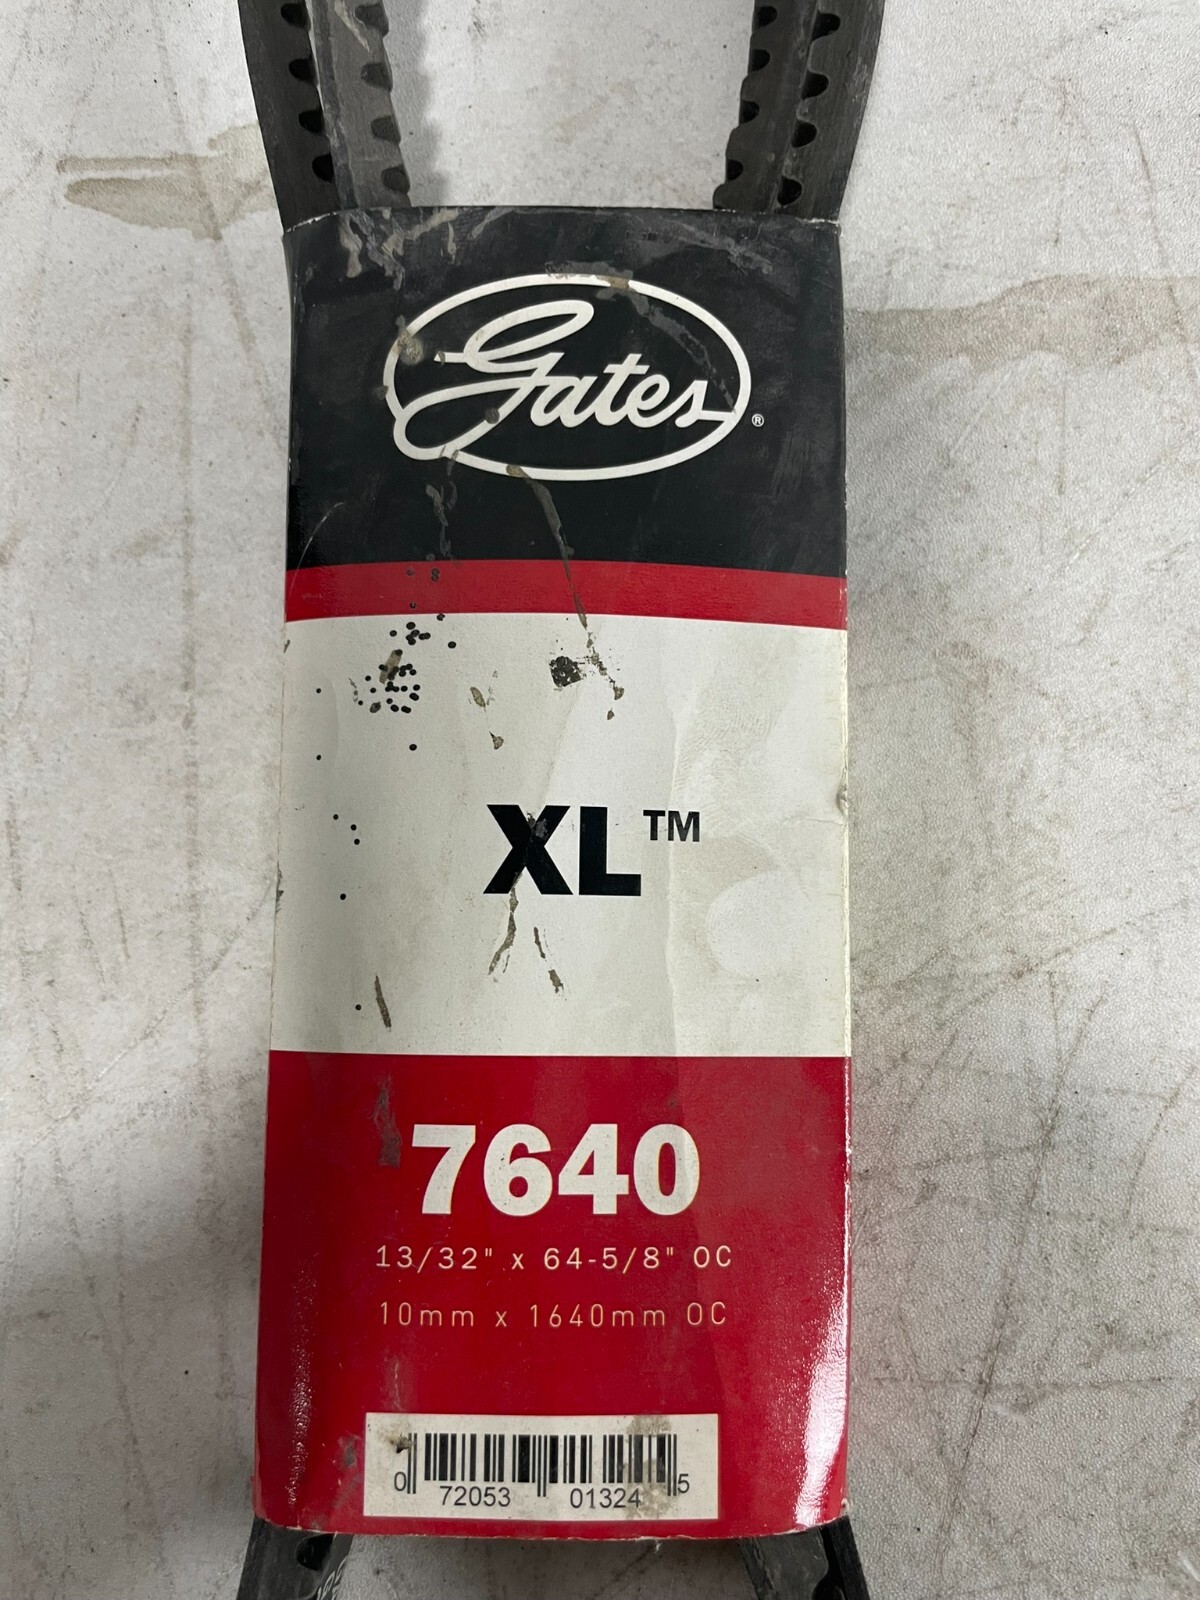 Gates®
XL™
7640
13/32" x 64-5/8" OC
10mm x 1640mm OC
0 72053 01324 5